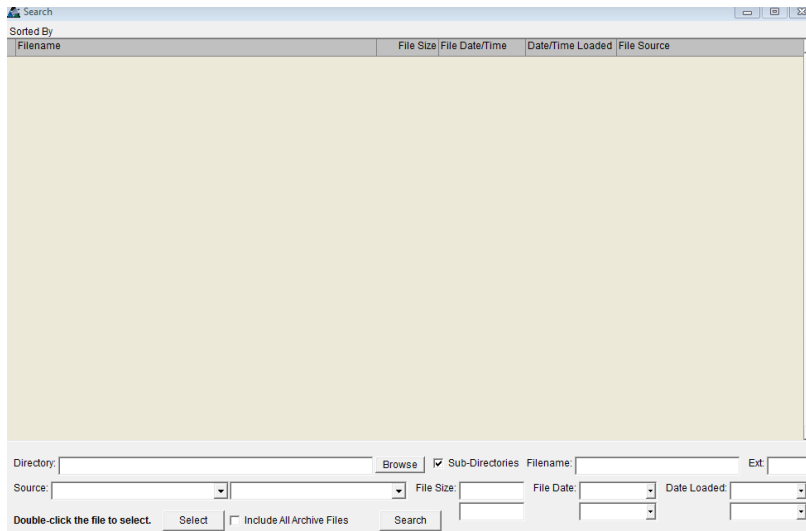 Search
Sorted By
Filename File Size File Date/Time Date/Time Loaded File Source
Directory: Browse Sub-Directories Filename: Ext:
Source: File Size: File Date: Date Loaded:
Double-click the file to select. Select Include All Archive Files Search